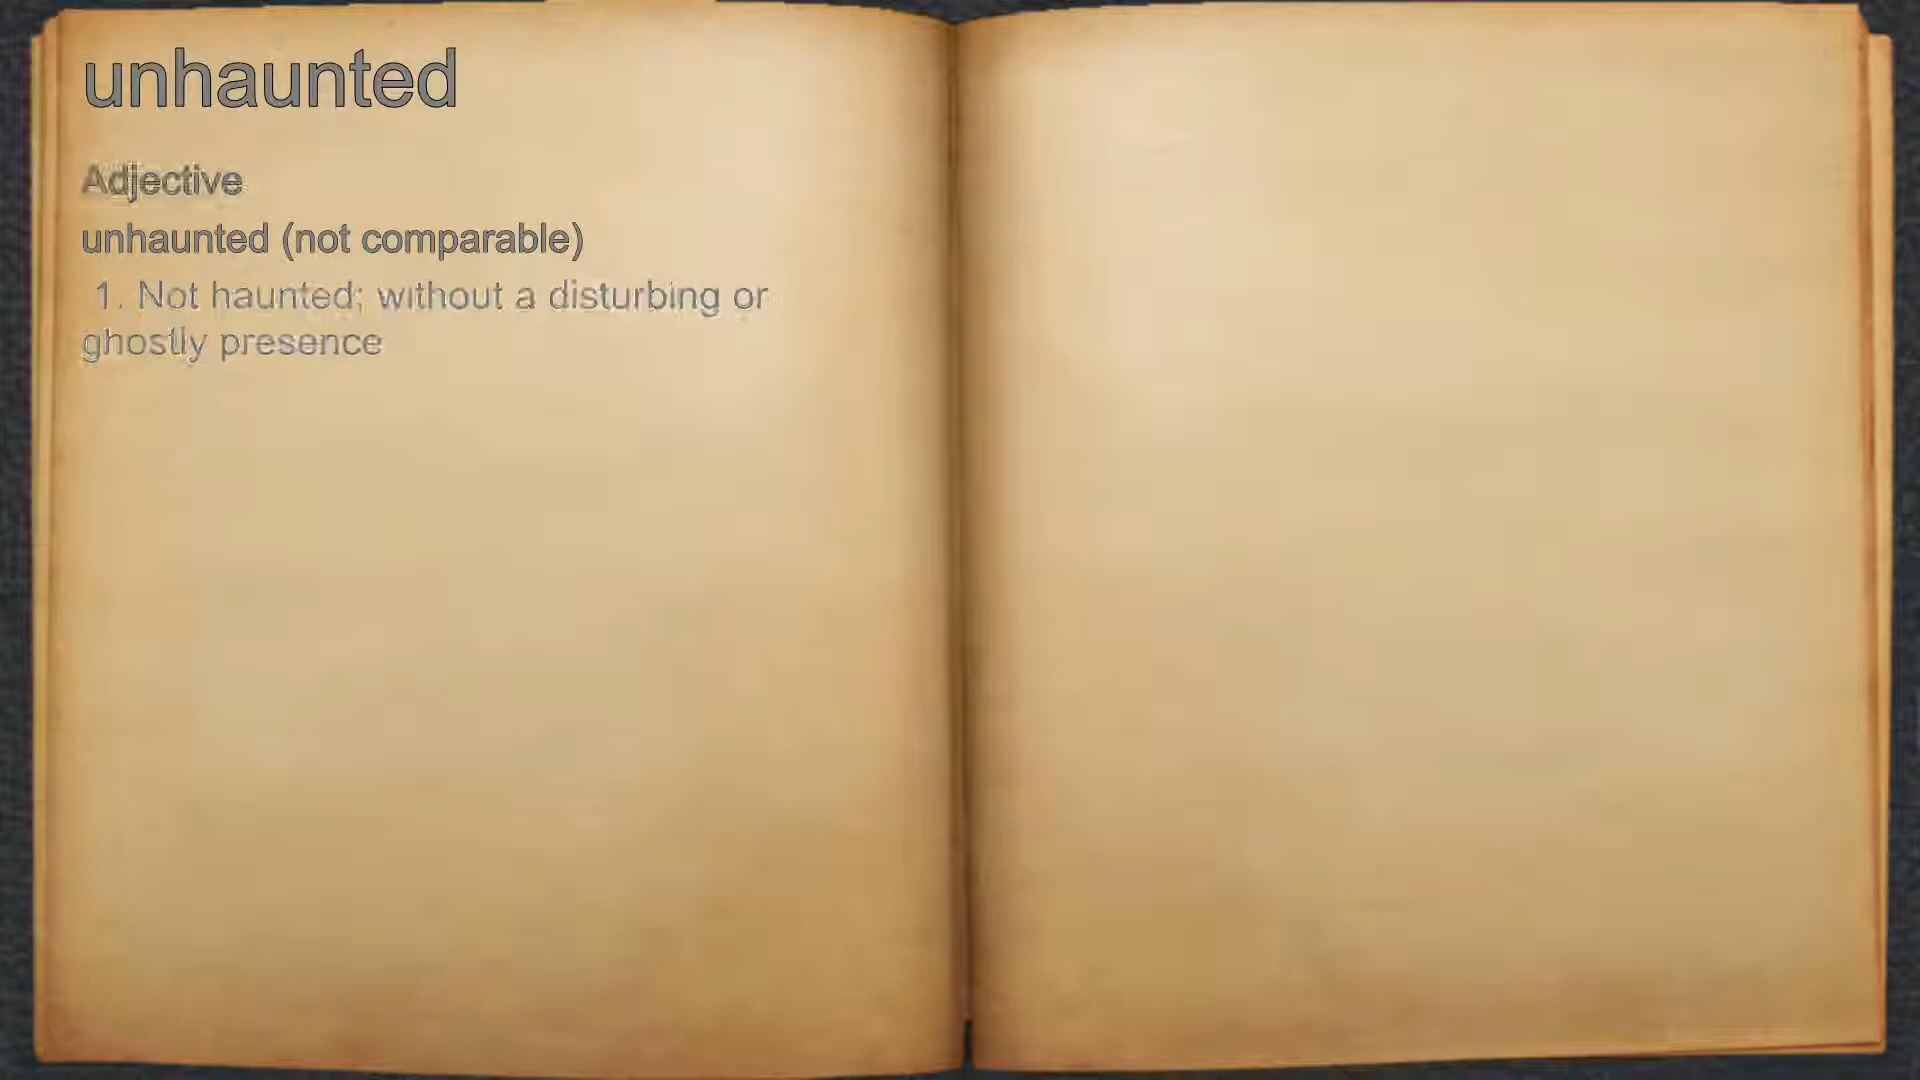 unhaunted
Adjective
unhaunted (not comparable)
1. Not haunted; without a disturbing or
ghostly presence